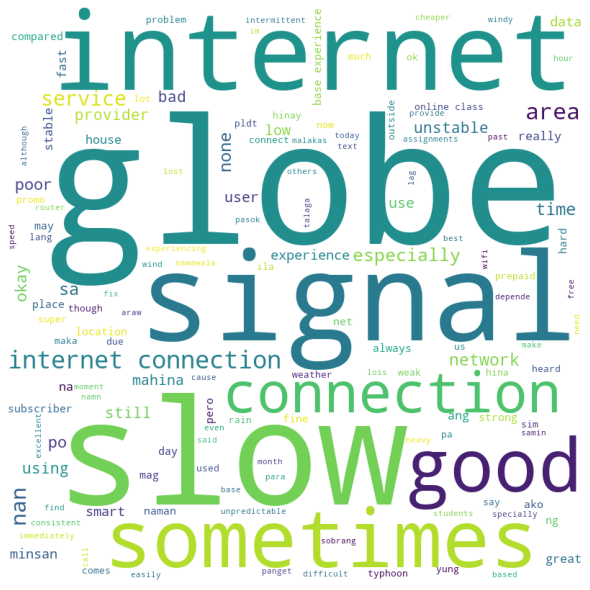 problem intermittent cheaper windy
internet
compared im much ok data
fast base experience hour
service lot bad online class area
stable provider pldt hinay now provide
globe
although house none low unstable outside really
connect malakas today text assignments past
poor user others lag use time
promo lost pasok talaga best hard
router may
speed lang experiencing experience especially wifi
okay sa wind nawawala ila prepaid depende free
place though fix net
signal
super araw location always us make need
maka due
internet connection weather loss weak network hina heard
na mahina cause
moment namn pero connection
subscriber still rain fine ang strong sim samin
excellent po said even heavy pa
slow
using day used month good
nan mag base para students say ako ng
find smart naman unpredictable specially
consistent sometimes
immediately call
minsan sobrang yung great
comes easily panget difficult typhoon based